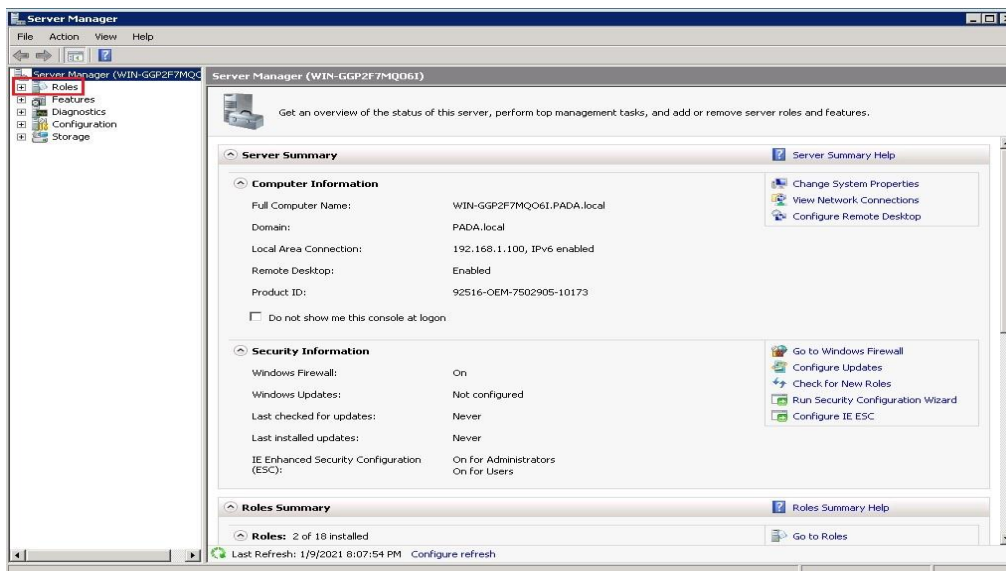 Server Manager
File Action View Help
Server Manager (WIN-GGP2F7MQO
Roles
Features
Diagnostics
Configuration
Storage
Server Manager (WIN-GGP2F7MQO6I)
Get an overview of the status of this server, perform top management tasks, and add or remove server roles and features.
Server Summary
Server Summary Help
Computer Information
Full Computer Name: WIN-GGP2F7MQO6I.PADA.local
Domain: PADA.local
Local Area Connection: 192.168.1.100, IPv6 enabled
Remote Desktop: Enabled
Product ID: 92516-OEM-7502905-10173
Do not show me this console at logon
Change System Properties
View Network Connections
Configure Remote Desktop
Security Information
Windows Firewall: On
Windows Updates: Not configured
Last checked for updates: Never
Last installed updates: Never
IE Enhanced Security Configuration On for Administrators
(ESC): On for Users
Go to Windows Firewall
Configure Updates
Check for New Roles
Run Security Configuration Wizard
Configure IE ESC
Roles Summary
Roles Summary Help
Roles: 2 of 18 installed
Go to Roles
Last Refresh: 1/9/2021 8:07:54 PM Configure refresh